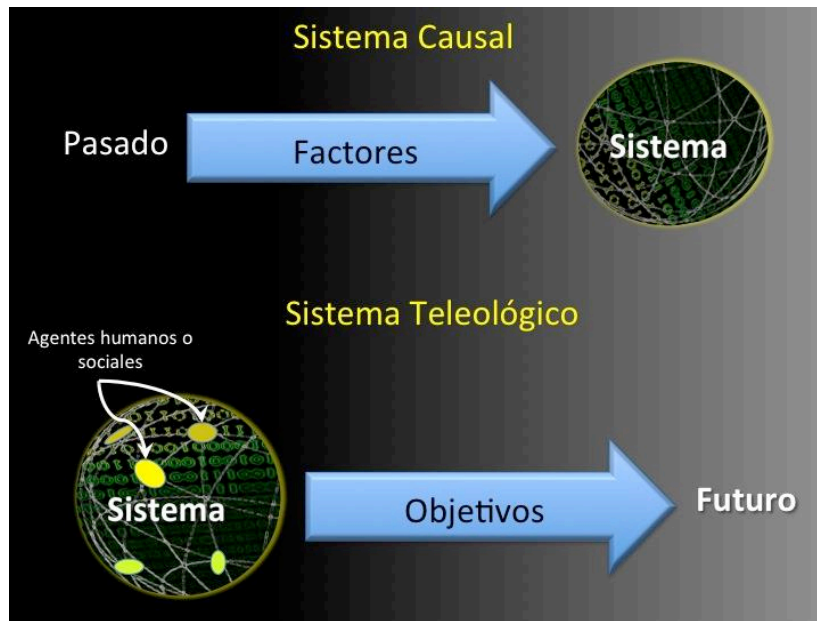 Sistema Causal
Pasado
Factores
Sistema
Sistema Teleológico
Agentes humanos o
sociales
Sistema
Objetivos
Futuro